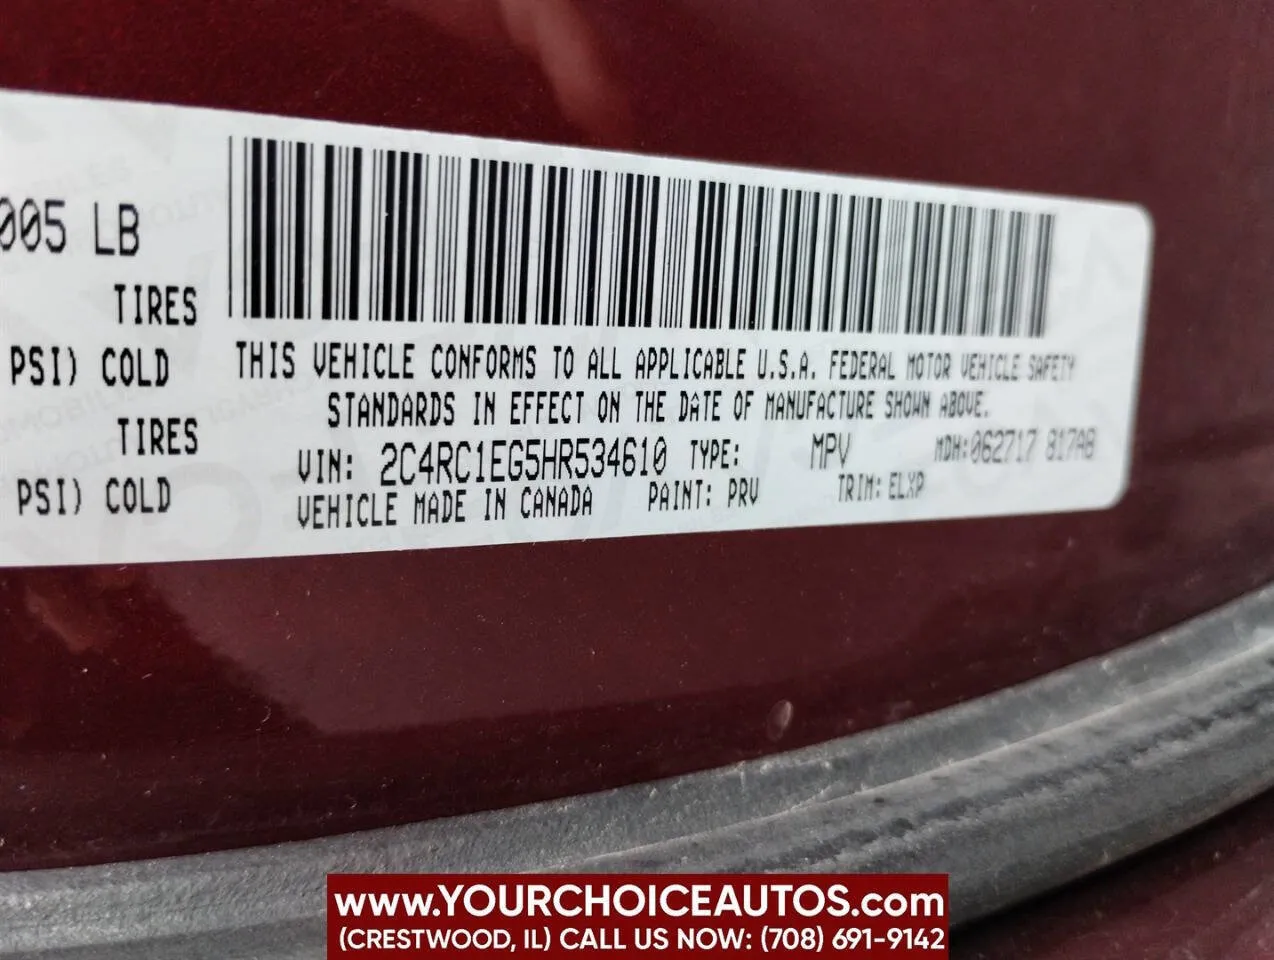 005 LB
TIRES
PSI) COLD
TIRES
PSI) COLD
THIS VEHICLE CONFORMS TO ALL APPLICABLE U.S.A. FEDERAL MOTOR VEHICLE SAFETY
STANDARDS IN EFFECT ON THE DATE OF MANUFACTURE SHOWN ABOVE.
VIN: 2C4RC1EG5HR534610 TYPE: MPV MDH:062717 817AB
VEHICLE MADE IN CANADA PAINT: PRV TRIM: ELXP
www.YOURCHOICEAUTOS.com
(CRESTWOOD, IL) CALL US NOW: (708) 691-9142